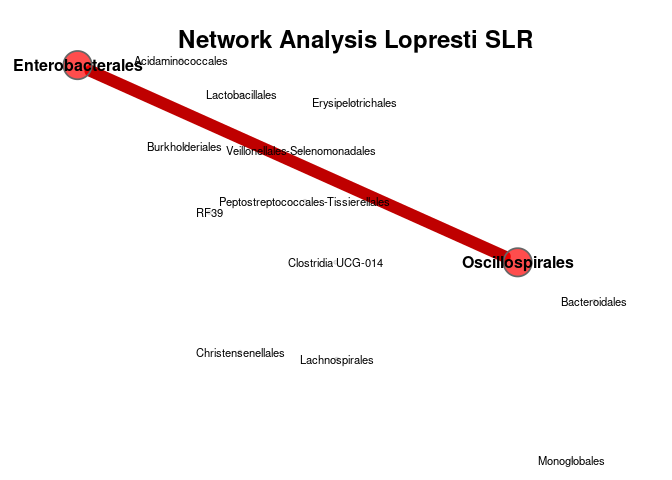 Network Analysis Lopresti SLR
Enterobacterales
Acidaminococcales
Lactobacillales
Erysipelotrichales
Burkholderiales
Veillonellales-Selenomonadales
Peptostreptococcales-Tissierellales
RF39
Clostridia UCG-014
Oscillospirales
Bacteroidales
Christensenellales
Lachnospirales
Monoglobales